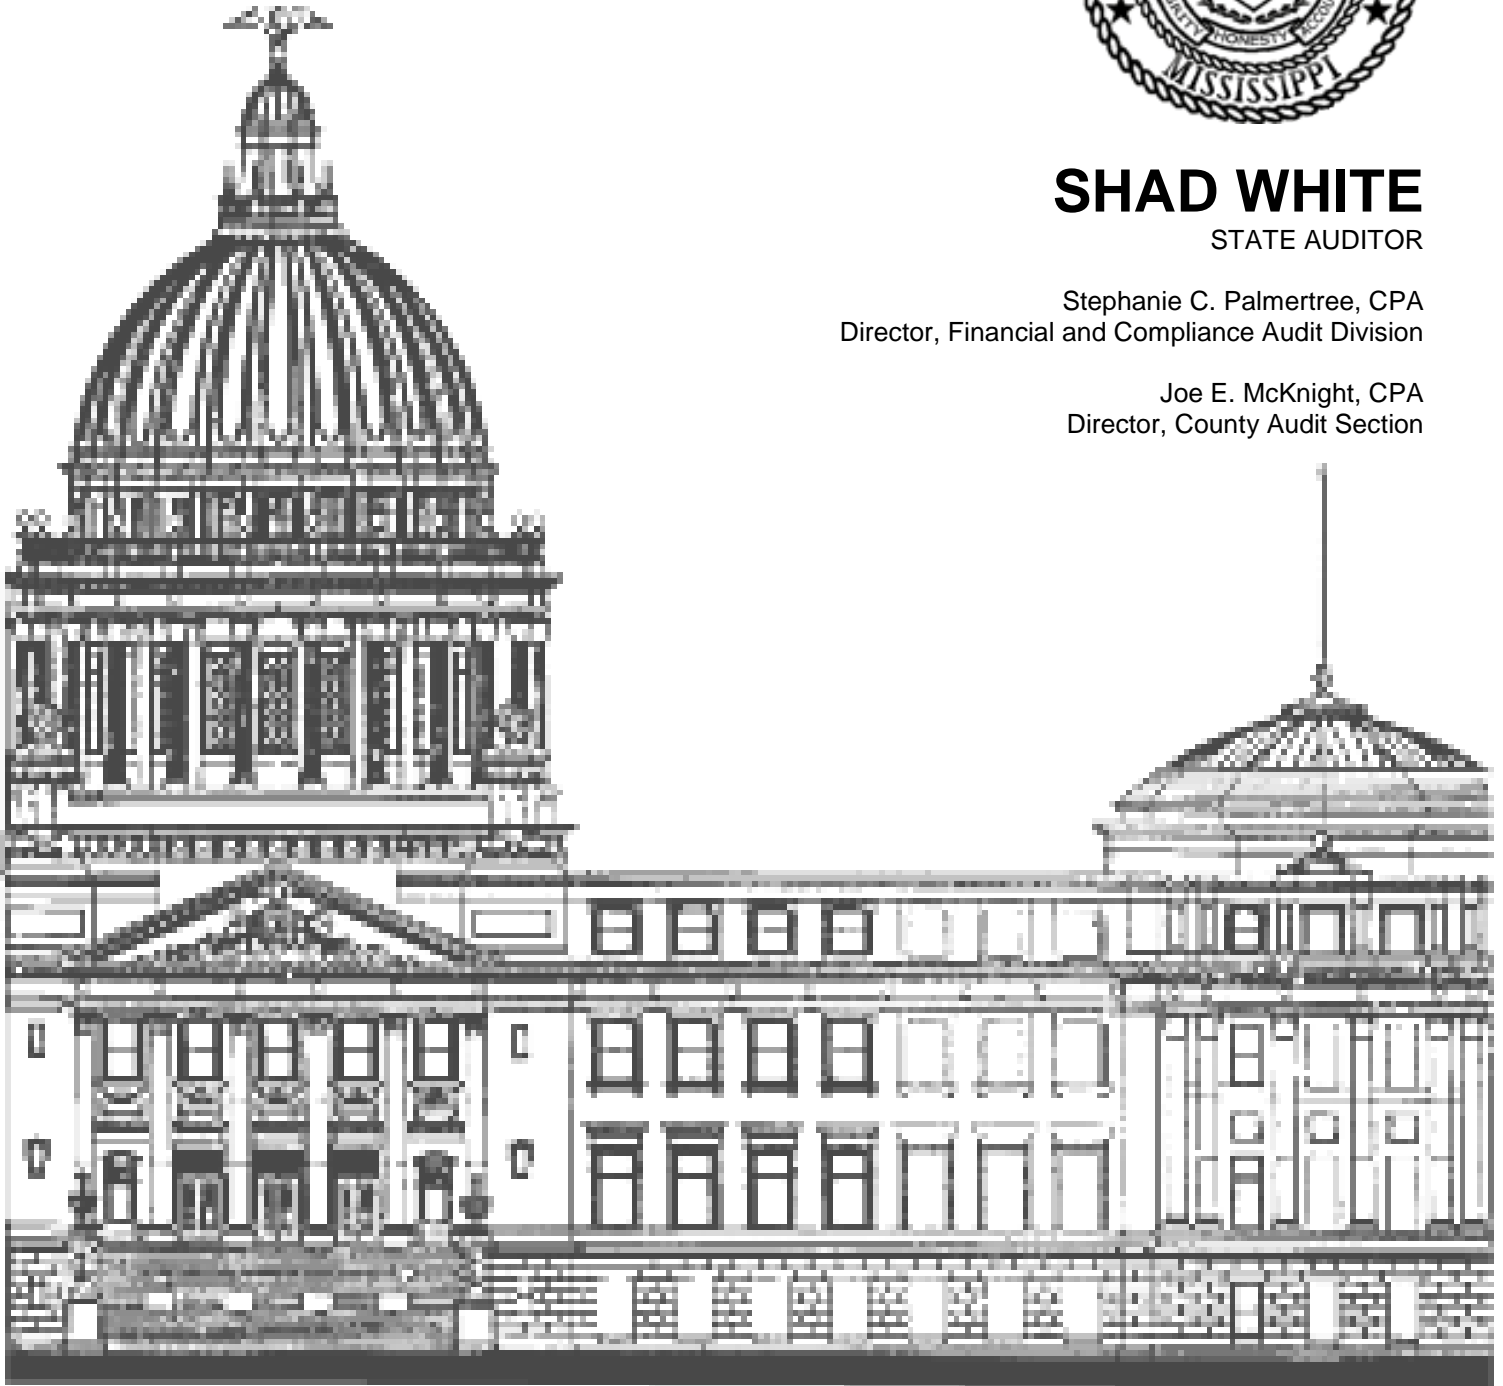 HONESTY
MISSISSIPPI
SHAD WHITE
STATE AUDITOR
Stephanie C. Palmertree, CPA
Director, Financial and Compliance Audit Division
Joe E. McKnight, CPA
Director, County Audit Section